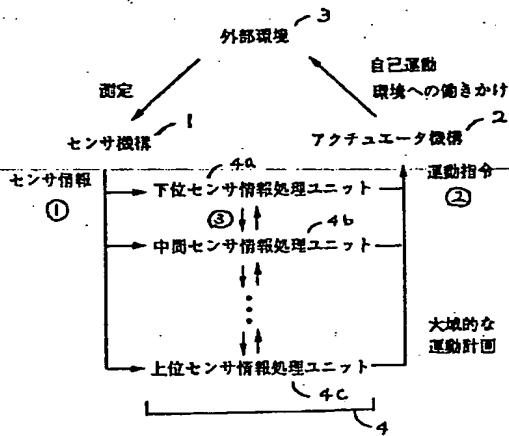 3
外部環境
自己運動
環境への働きかけ
測定
1
2
センサ機構
アクチュエータ機構
4a
センサ情報
①
下位センサ情報処理ユニット
運動指令
②
③
4b
中間センサ情報処理ユニット
大域的な
運動計画
上位センサ情報処理ユニット
4c
4